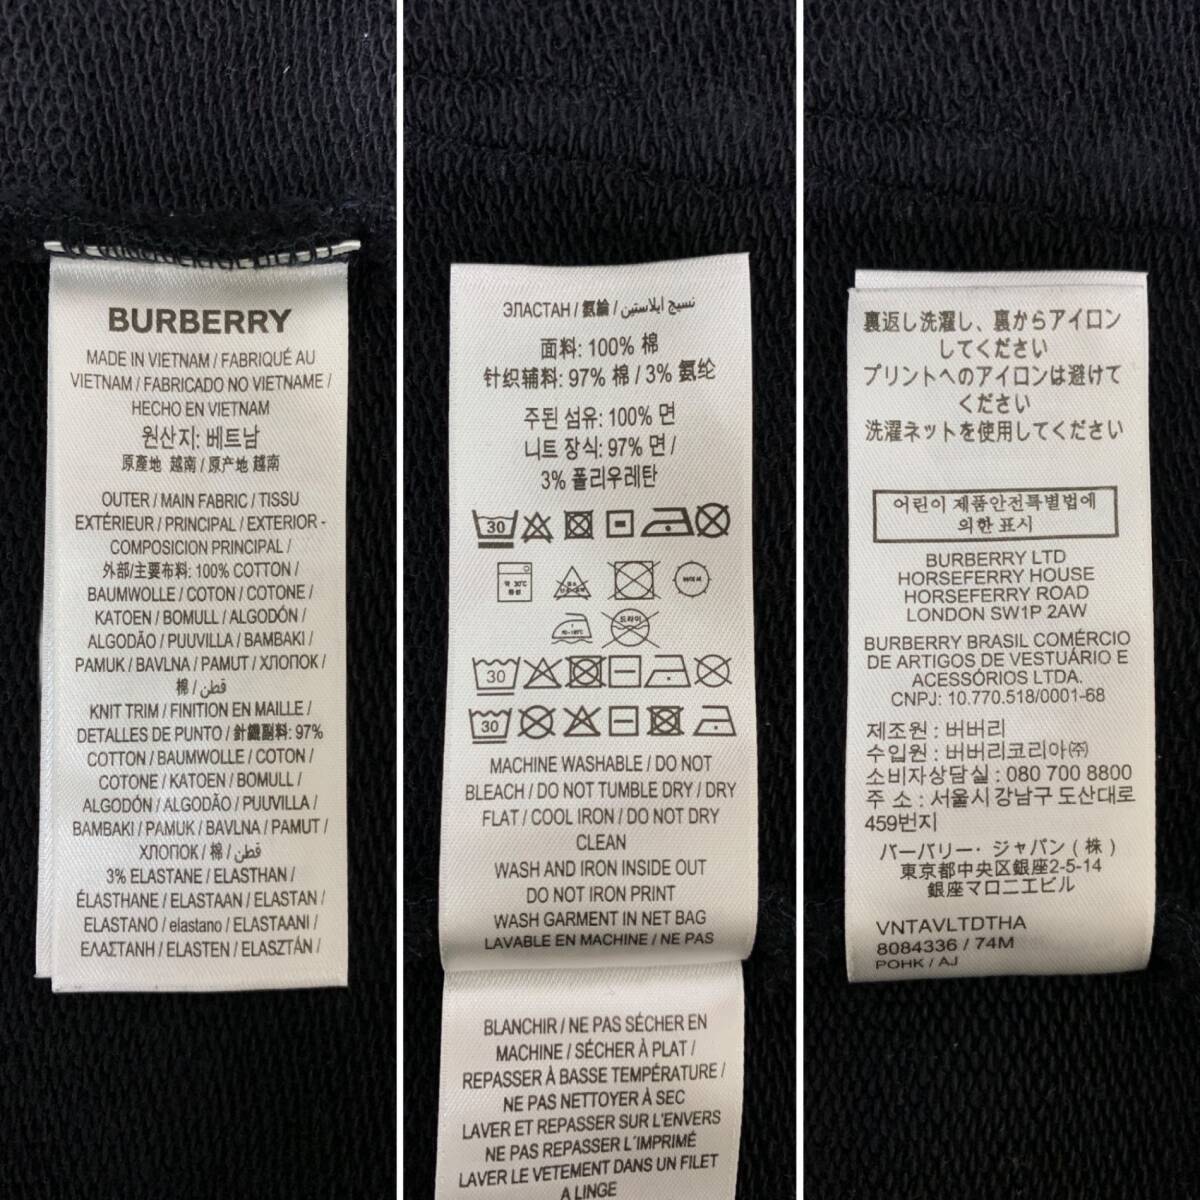 BURBERRY
MADE IN VIETNAM / FABRIQUÉ AU
VIETNAM / FABRICADO NO VIETNAME /
HECHO EN VIETNAM
원산지: 베트남
原產地 越南 / 原产地 越南
OUTER / MAIN FABRIC / TISSU
EXTÉRIEUR / PRINCIPAL / EXTERIOR -
COMPOSICION PRINCIPAL /
外部/主要布料: 100% COTTON /
BAUMWOLLE / COTON / COTONE /
KATOEN / BOMULL / ALGODÓN /
ALGODÃO / PUUVILLA / BAMBAKI /
PAMUK / BAVLNA / PAMUT / ХЛОПОК /
棉 / قطن /
KNIT TRIM / FINITION EN MAILLE /
DETALLES DE PUNTO / 針織副料: 97%
COTTON / BAUMWOLLE / COTON /
COTONE / KATOEN / BOMULL /
ALGODÓN / ALGODÃO / PUUVILLA /
BAMBAKI / PAMUK / BAVLNA / PAMUT /
ХЛОПОК / 棉 / قطن /
3% ELASTANE / ELASTHAN /
ÉLASTHANE / ELASTAAN / ELASTAN /
ELASTANO / elastano / ELASTAANI /
ΕΛΑΣΤΑΝΗ / ELASTEN / ELASZTÁN /
ЭЛАСТАН / 氨綸 / نسيج ايلاستين /
面料: 100% 棉
针织辅料: 97% 棉 / 3% 氨纶
주된 섬유: 100% 면
니트 장식: 97% 면 /
3% 폴리우레탄
30
약 30℃
드라이
30
30
MACHINE WASHABLE / DO NOT
BLEACH / DO NOT TUMBLE DRY / DRY
FLAT / COOL IRON / DO NOT DRY
CLEAN
WASH AND IRON INSIDE OUT
DO NOT IRON PRINT
WASH GARMENT IN NET BAG
LAVABLE EN MACHINE / NE PAS
BLANCHIR / NE PAS SÉCHER EN
MACHINE / SÉCHER À PLAT /
REPASSER À BASSE TEMPÉRATURE /
NE PAS NETTOYER À SEC
LAVER ET REPASSER SUR L'ENVERS
NE PAS REPASSER L'IMPRIMÉ
LAVER LE VETEMENT DANS UN FILET
A LINGE
裏返し洗濯し、裏からアイロン
してください
プリントへのアイロンは避けて
ください
洗濯ネットを使用してください
어린이 제품안전특별법에
의한 표시
BURBERRY LTD
HORSEFERRY HOUSE
HORSEFERRY ROAD
LONDON SW1P 2AW
BURBERRY BRASIL COMÉRCIO
DE ARTIGOS DE VESTUÁRIO E
ACESSÓRIOS LTDA.
CNPJ: 10.770.518/0001-68
제조원 : 버버리
수입원 : 버버리코리아㈜
소비자상담실 : 080 700 8800
주 소 : 서울시 강남구 도산대로
459번지
バーバリー・ジャパン ( 株 )
東京都中央区銀座2-5-14
銀座マロニエビル
VNTAVLTDTHA
8084336 / 74M
POHK / AJ